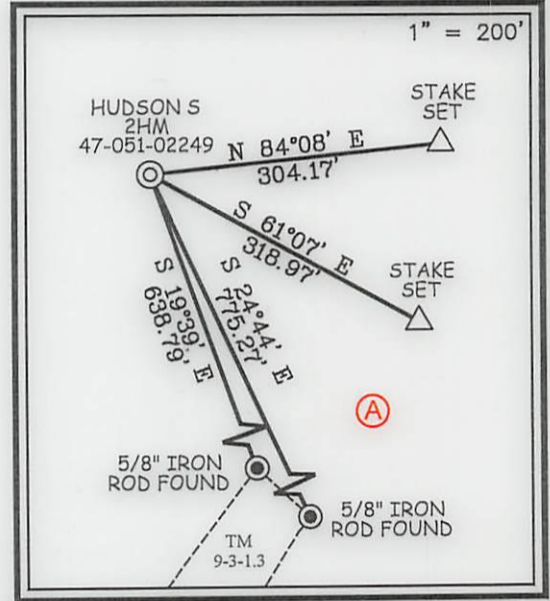 1" = 200'
HUDSON S
2HM
47-051-02249
STAKE
SET
N 84°08' E
304.17'
S 61°07' E
318.97'
STAKE
SET
S 19°39' E
638.79'
S 24°44' E
775.27'
A
5/8" IRON
ROD FOUND
5/8" IRON
ROD FOUND
TM
9-3-1.3